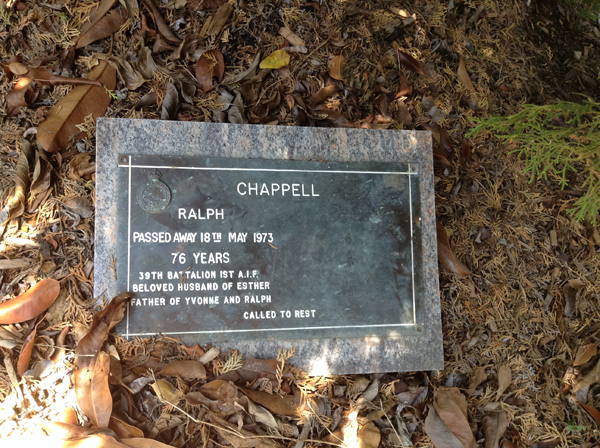 CHAPPELL
RALPH
PASSED AWAY 18TH MAY 1973
76 YEARS
39TH BATTALION 1ST A.I.F.
BELOVED HUSBAND OF ESTHER
FATHER OF YVONNE AND RALPH
CALLED TO REST